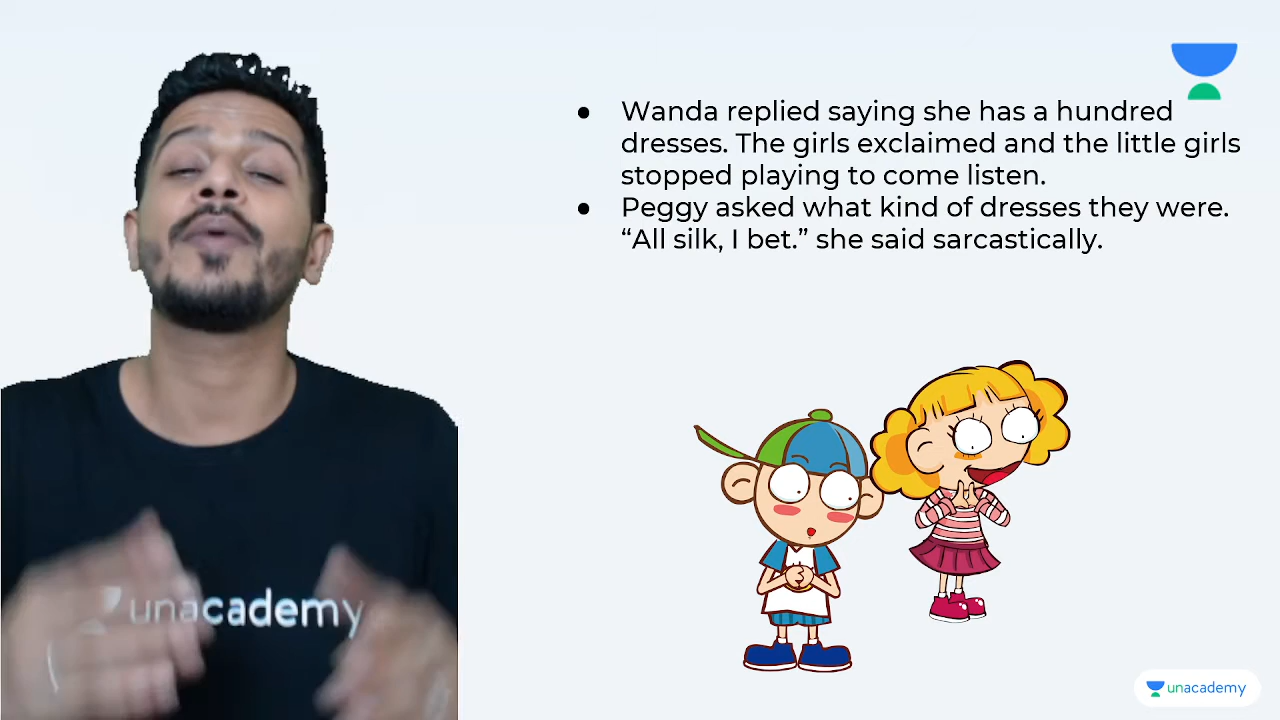 ● Wanda replied saying she has a hundred
dresses. The girls exclaimed and the little girls
stopped playing to come listen.
● Peggy asked what kind of dresses they were.
“All silk, I bet.” she said sarcastically.
unacademy
unacademy